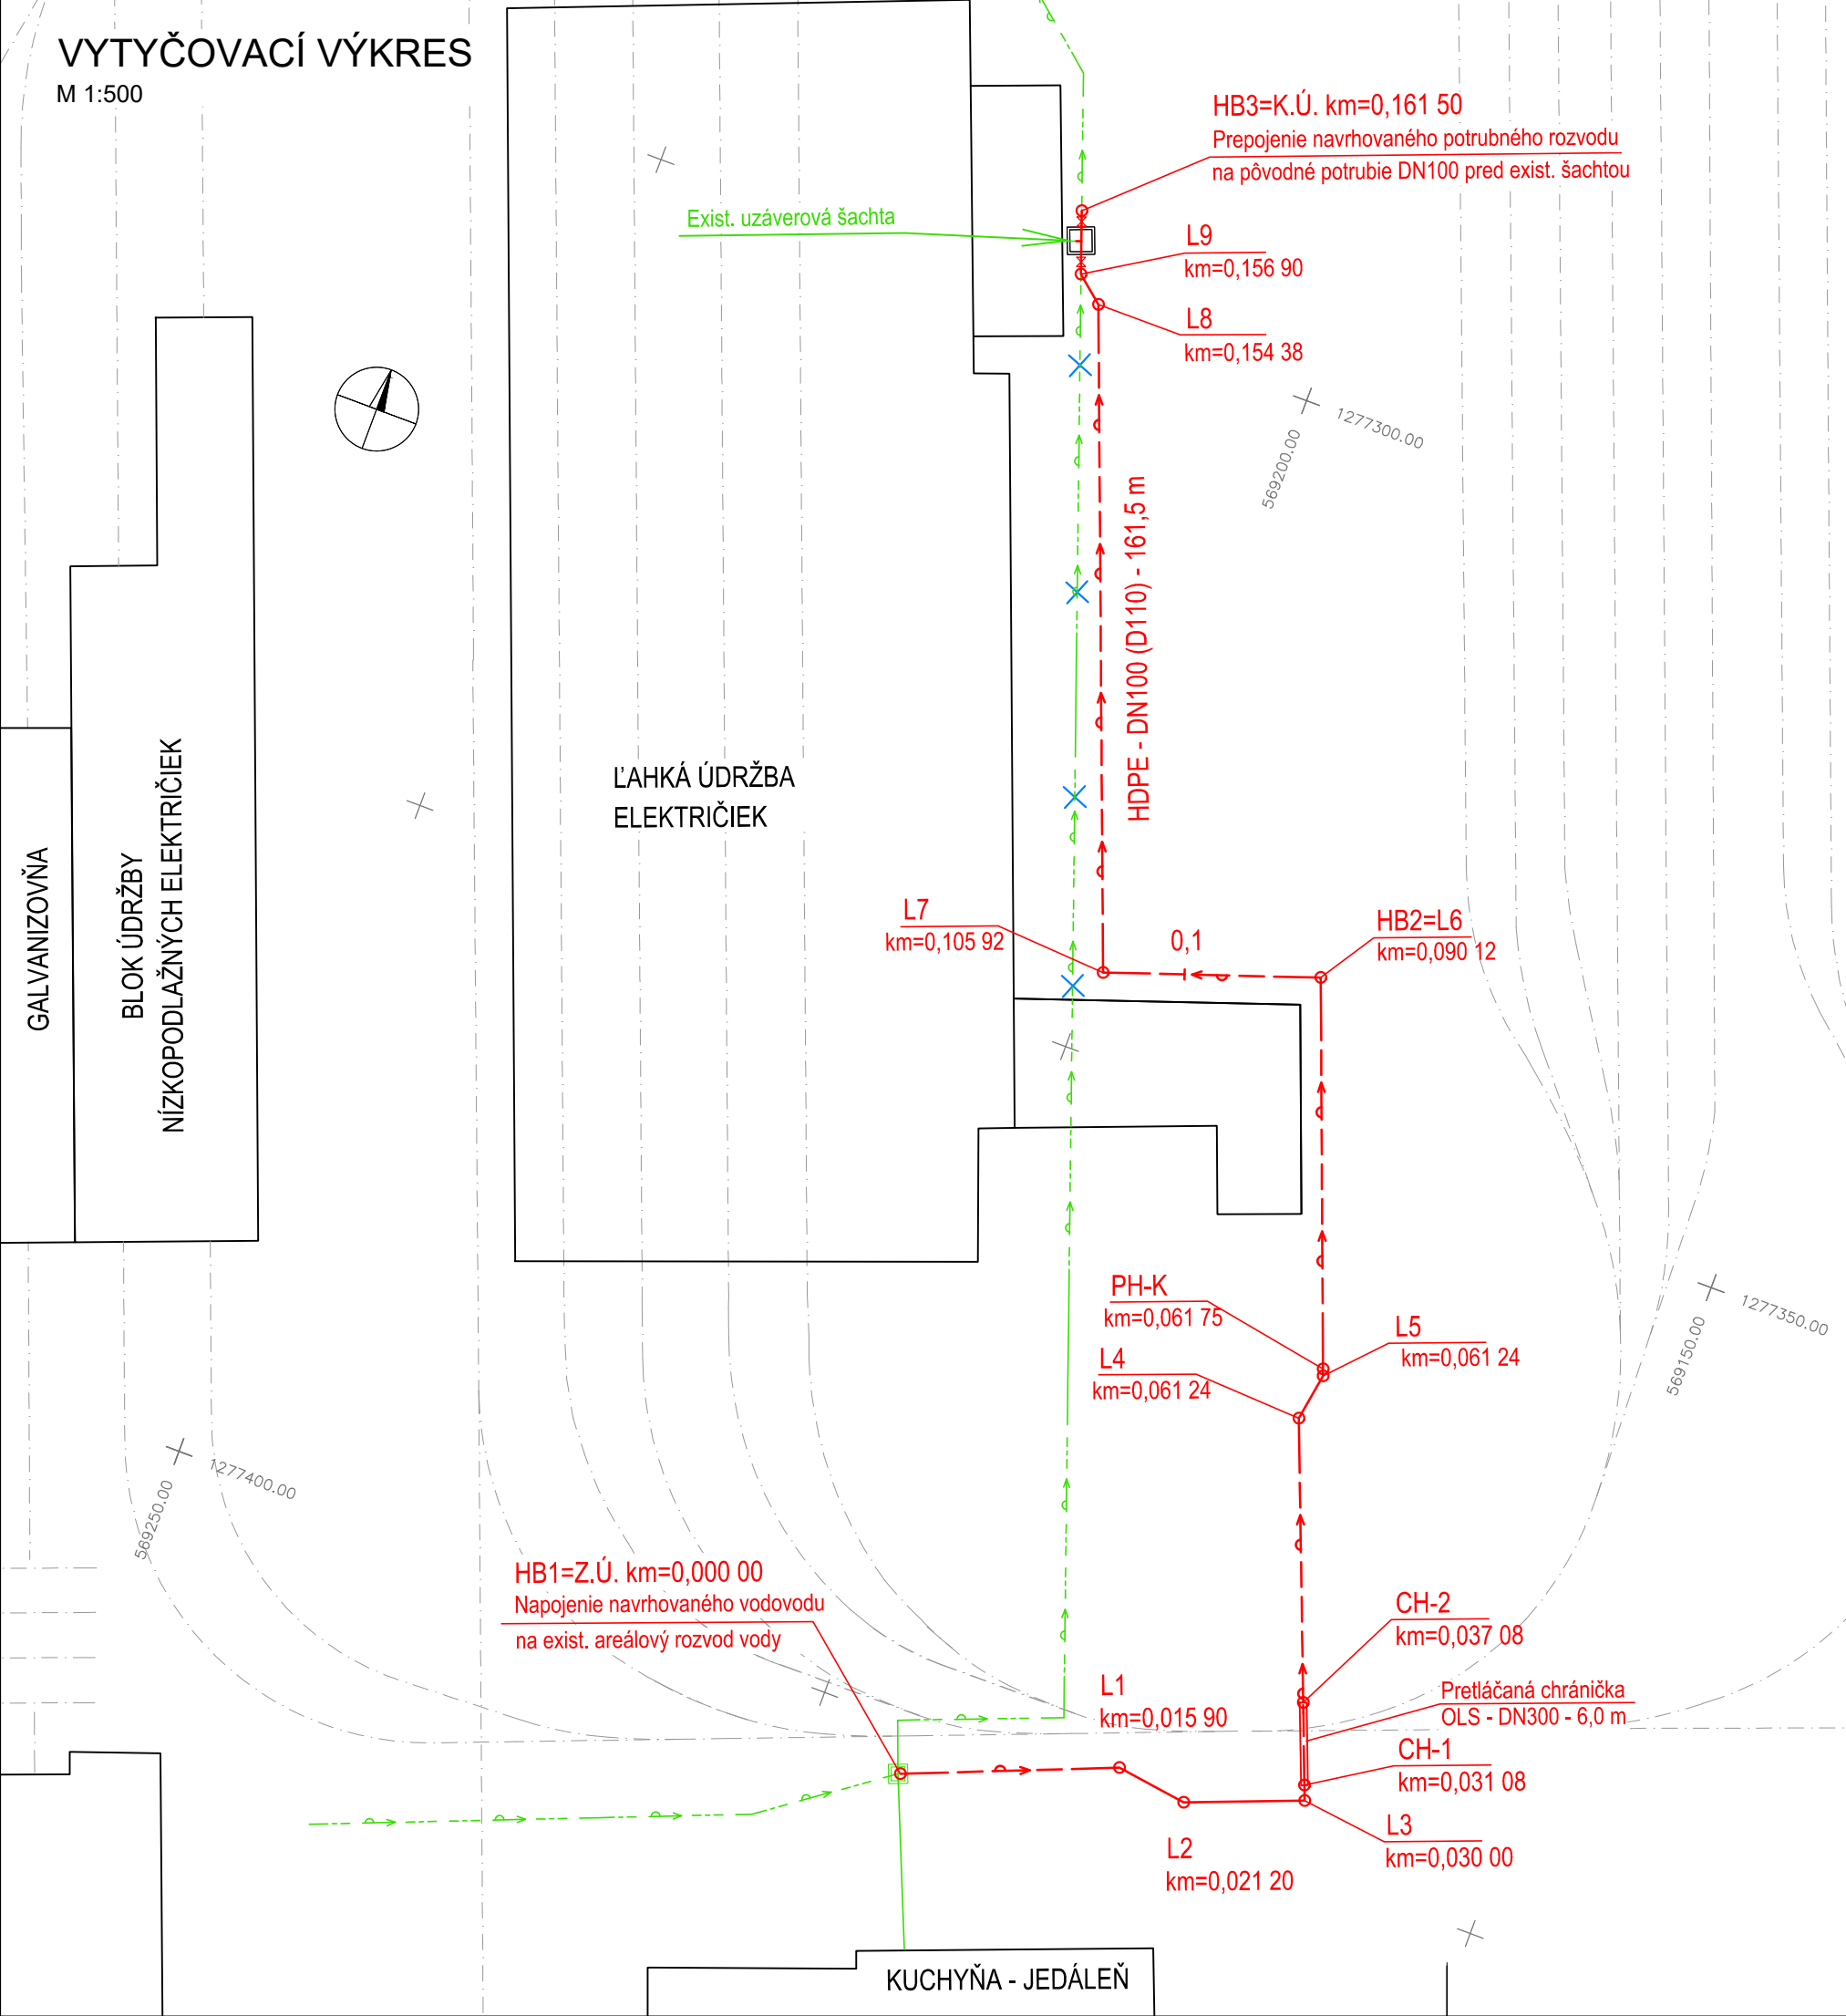 VYTYČOVACÍ VÝKRES
M 1:500
HB3=K.Ú. km=0,161 50
Prepojenie navrhovaného potrubného rozvodu
na pôvodné potrubie DN100 pred exist. šachtou
Exist. uzáverová šachta
L9
km=0,156 90
L8
km=0,154 38
1277300.00
569200.00
HDPE - DN100 (D110) - 161,5 m
ĽAHKÁ ÚDRŽBA
ELEKTRIČIEK
GALVANIZOVŇA
BLOK ÚDRŽBY
NÍZKOPODLAŽNÝCH ELEKTRIČIEK
L7
km=0,105 92
0,1
HB2=L6
km=0,090 12
PH-K
km=0,061 75
L5
km=0,061 24
L4
km=0,061 24
1277350.00
569150.00
1277400.00
569250.00
HB1=Z.Ú. km=0,000 00
Napojenie navrhovaného vodovodu
na exist. areálový rozvod vody
CH-2
km=0,037 08
L1
km=0,015 90
Pretláčaná chránička
OLS - DN300 - 6,0 m
CH-1
km=0,031 08
L3
km=0,030 00
L2
km=0,021 20
KUCHYŇA - JEDÁLEŇ